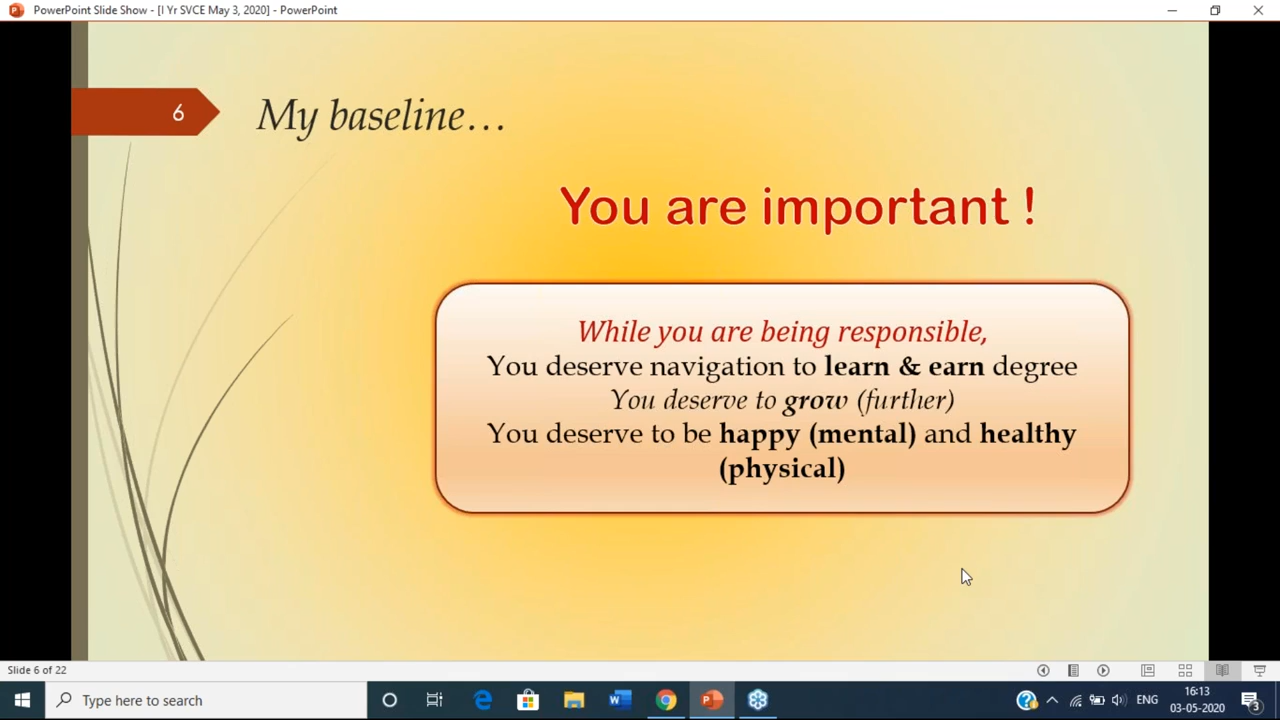 PowerPoint Slide Show - [I Yr SVCE May 3, 2020] - PowerPoint
6
My baseline…
You are important !
While you are being responsible,
You deserve navigation to learn & earn degree
You deserve to grow (further)
You deserve to be happy (mental) and healthy
(physical)
Slide 6 of 22
Type here to search
ENG
16:13
03-05-2020
3